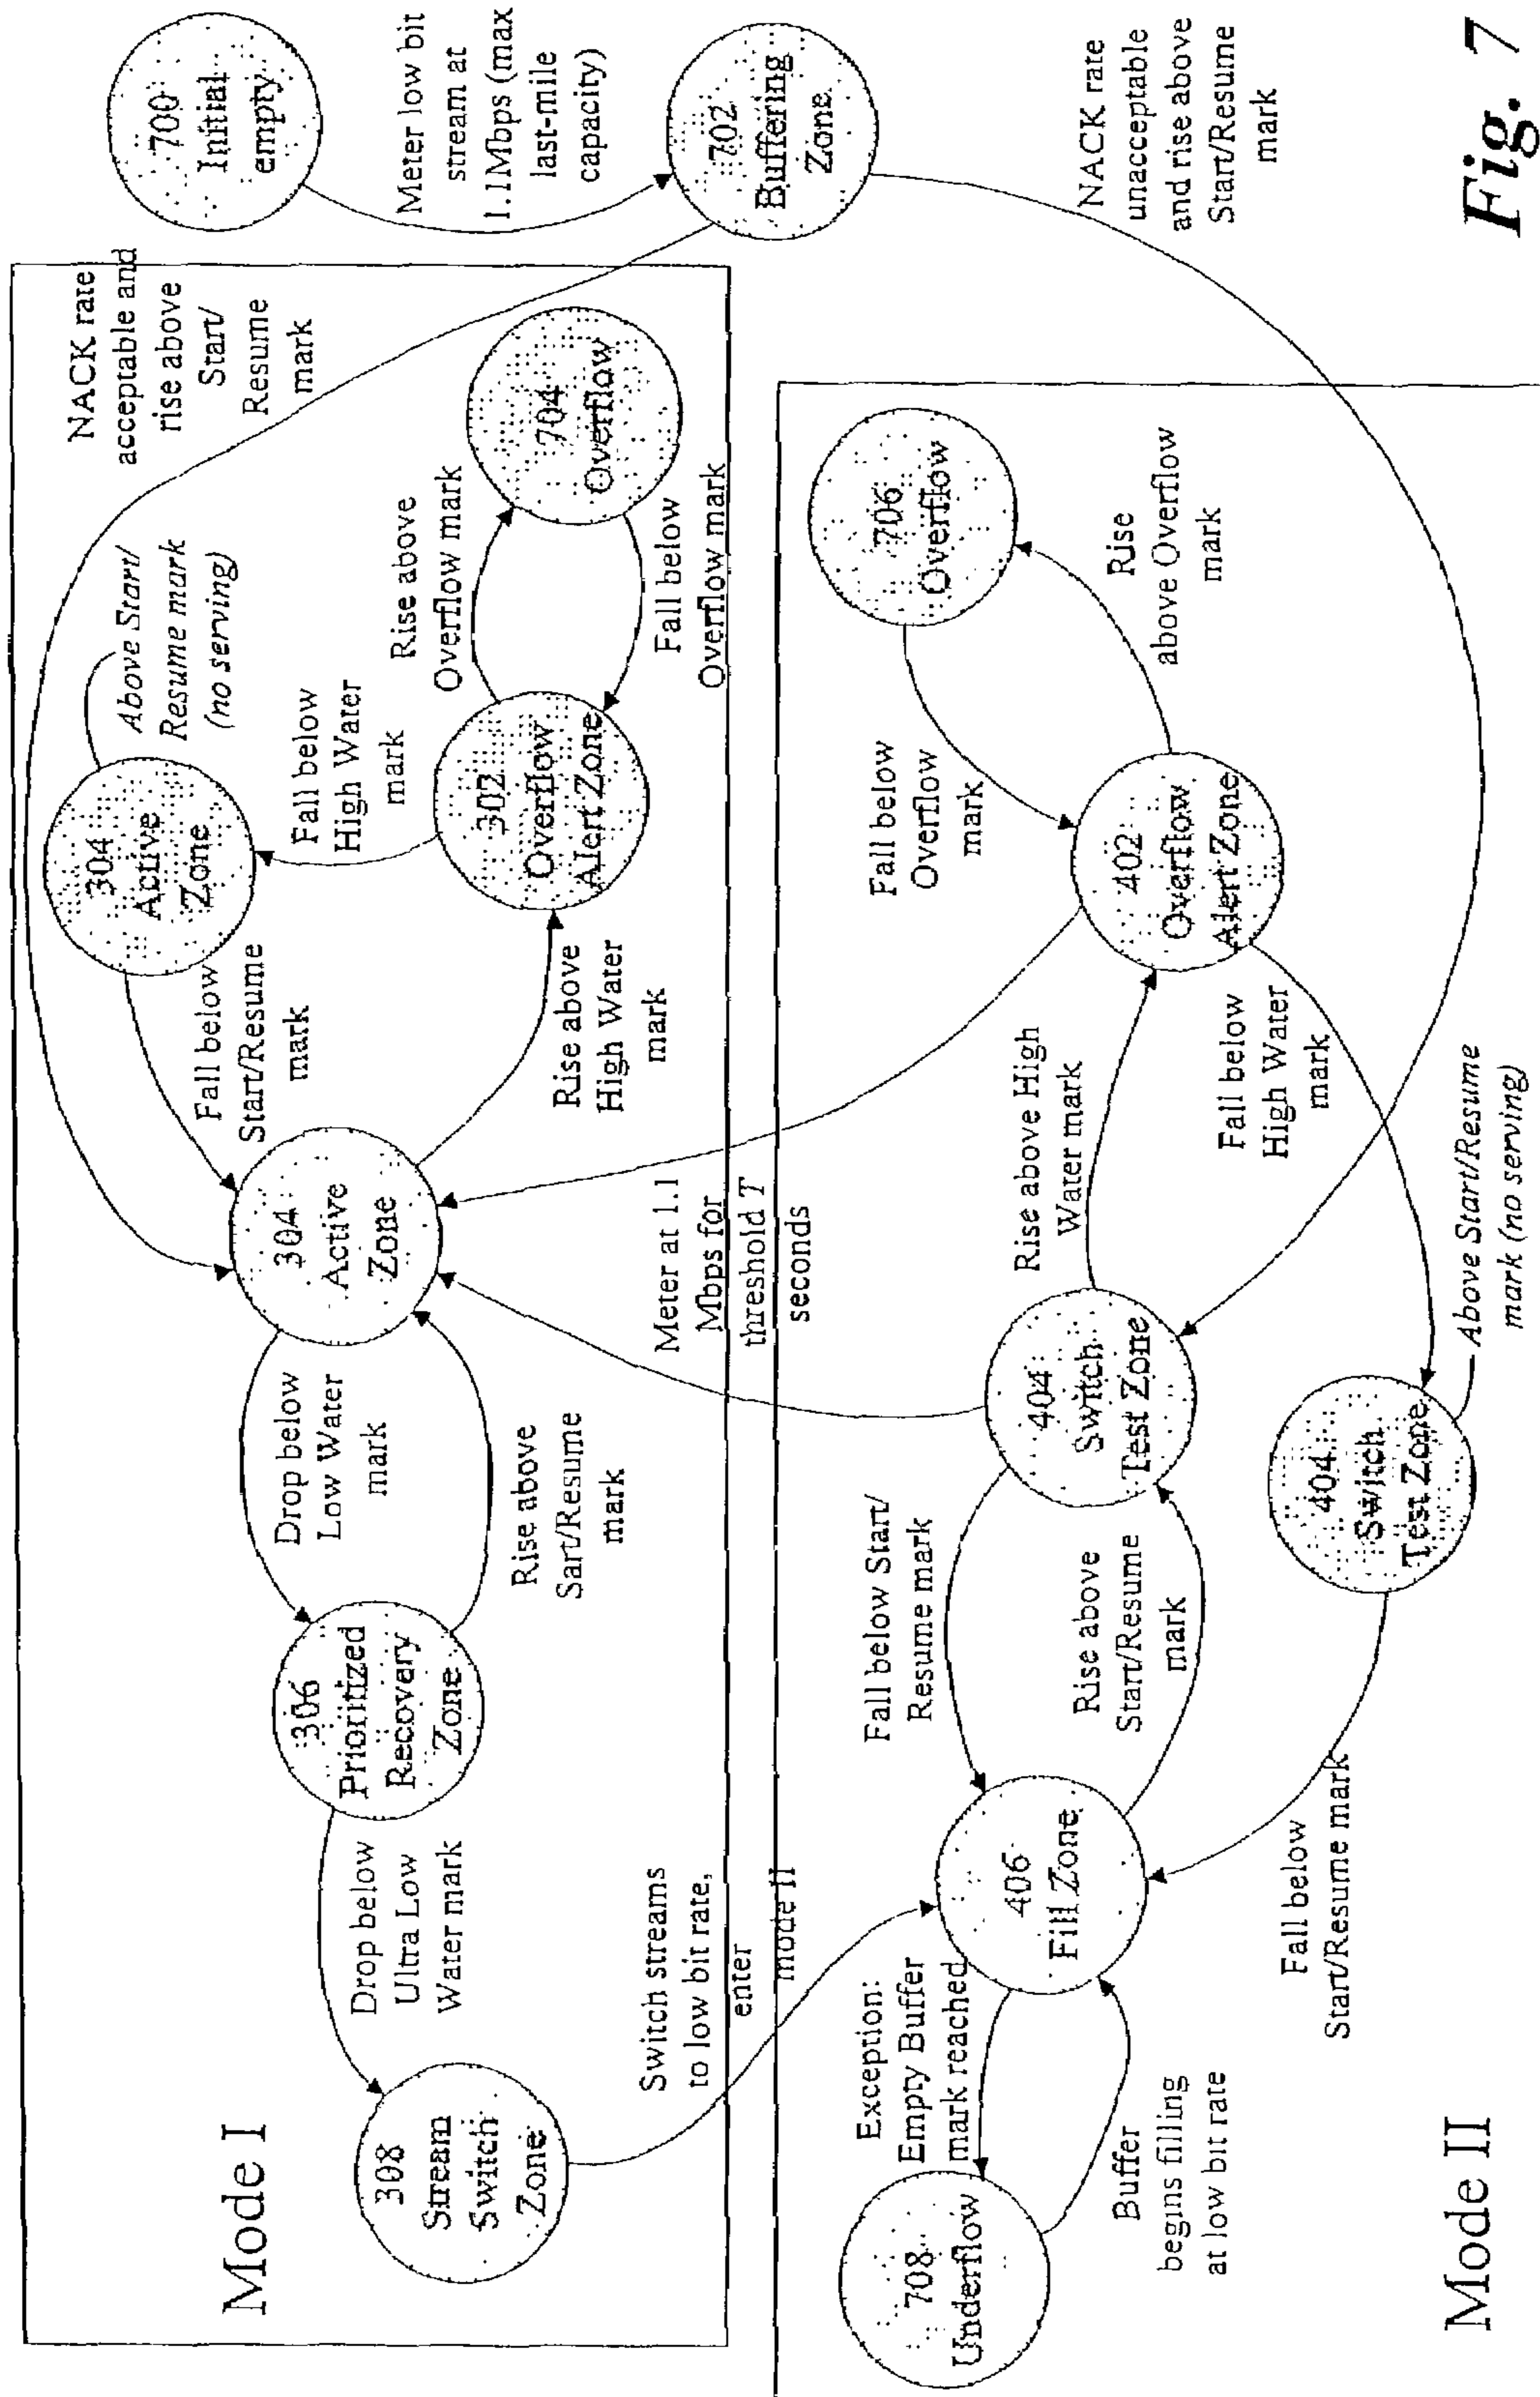 Mode I
308
Stream
Switch
Zone
Drop below
Ultra Low
Water mark
306
Prioritized
Recovery
Zone
Drop below
Low Water
mark
Rise above
Sart/Resume
mark
304
Active
Zone
Fall below
Start/Resume
mark
304
Active
Zone
Above Start/
Resume mark
(no serving)
Rise above
High Water
mark
Fall below
High Water
mark
302
Overflow
Alert Zone
Rise above
Overflow mark
Fall below
Overflow mark
704
Overflow
NACK rate
acceptable and
rise above
Start/
Resume
mark
700
Initial
empty
Meter low bit
stream at
1.1Mbps (max
last-mile
capacity)
702
Buffering
Zone
NACK rate
unacceptable
and rise above
Start/Resume
mark
Switch streams
to low bit rate,
enter
mode II
Meter at 1.1
Mbps for
threshold T
seconds
Mode II
708
Underflow
Exception:
Empty Buffer
mark reached
Buffer
begins filling
at low bit rate
406
Fill Zone
Fall below Start/
Resume mark
Rise above
Start/Resume
mark
Fall below
Start/Resume mark
404
Switch
Test Zone
404
Switch
Test Zone
Above Start/Resume
mark (no serving)
Rise above High
Water mark
Fall below
High Water
mark
402
Overflow
Alert Zone
Fall below
Overflow
mark
Rise
above Overflow
mark
706
Overflow
Fig. 7